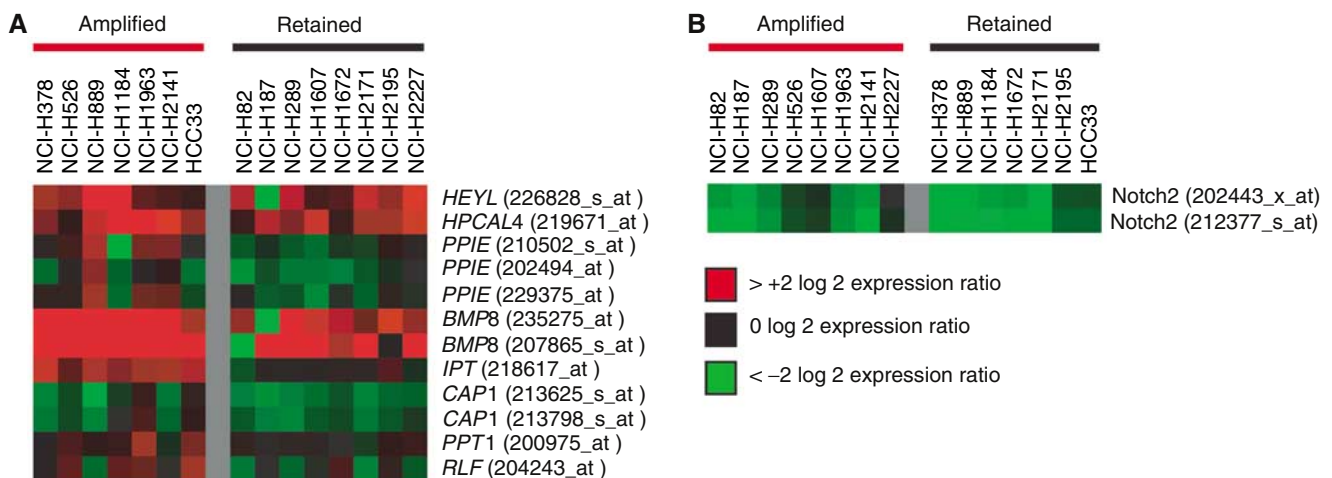 A
Amplified
Retained
NCI-H378
NCI-H526
NCI-H889
NCI-H1184
NCI-H1963
NCI-H2141
HCC33
NCI-H82
NCI-H187
NCI-H289
NCI-H1607
NCI-H1672
NCI-H2171
NCI-H2195
NCI-H2227
HEYL (226828_s_at )
HPCAL4 (219671_at )
PPIE (210502_s_at )
PPIE (202494_at )
PPIE (229375_at )
BMP8 (235275_at )
BMP8 (207865_s_at )
IPT (218617_at )
CAP1 (213625_s_at )
CAP1 (213798_s_at )
PPT1 (200975_at )
RLF (204243_at )
B
Amplified
Retained
NCI-H82
NCI-H187
NCI-H289
NCI-H526
NCI-H1607
NCI-H1963
NCI-H2141
NCI-H2227
NCI-H378
NCI-H889
NCI-H1184
NCI-H1672
NCI-H2171
NCI-H2195
HCC33
Notch2 (202443_x_at)
Notch2 (212377_s_at)
> +2 log 2 expression ratio
0 log 2 expression ratio
< –2 log 2 expression ratio